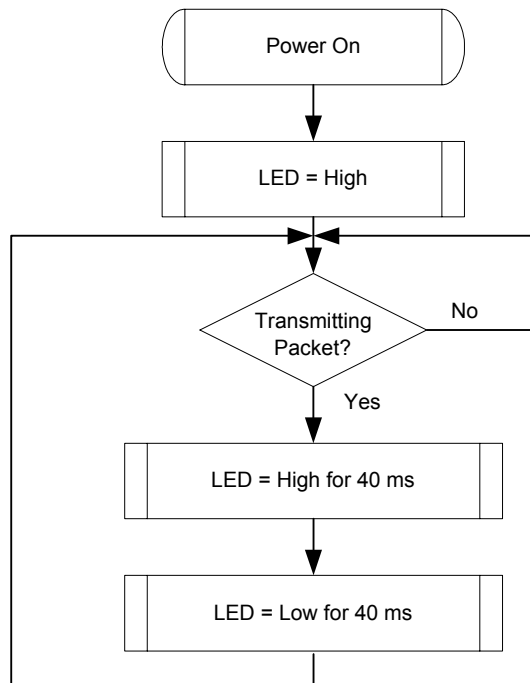 Power On
LED = High
Transmitting
Packet?
No
Yes
LED = High for 40 ms
LED = Low for 40 ms